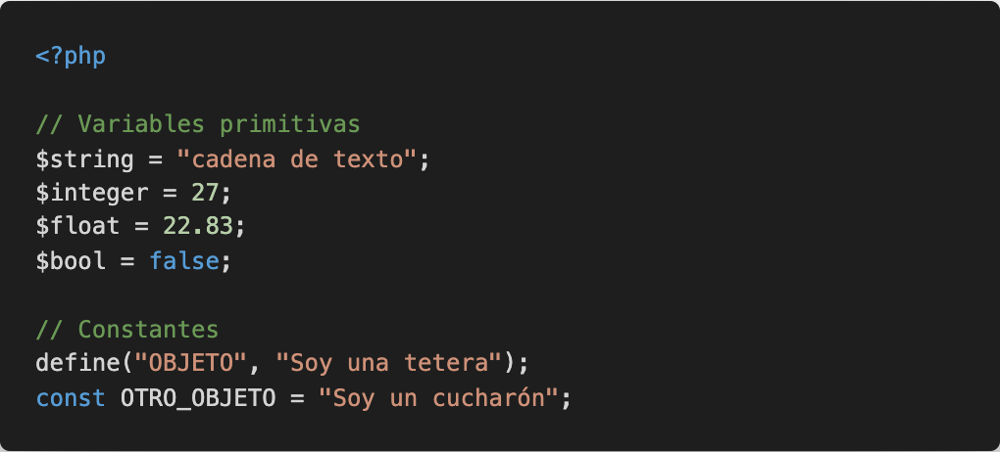 <?php
// Variables primitivas
$string = "cadena de texto";
$integer = 27;
$float = 22.83;
$bool = false;
// Constantes
define("OBJETO", "Soy una tetera");
const OTRO_OBJETO = "Soy un cucharón";